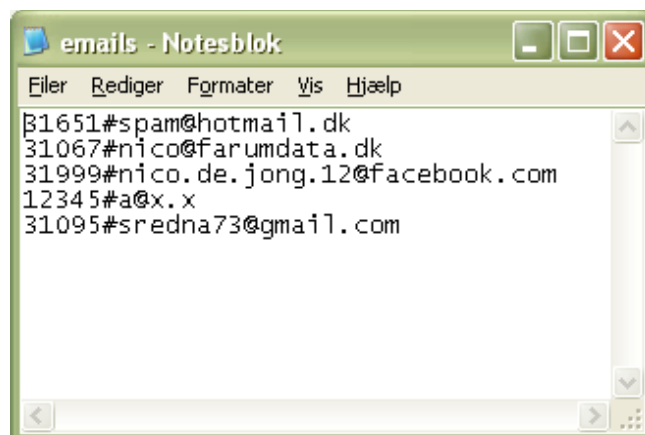 emails - Notesblok
Filer Rediger Formater Vis Hjælp
31651#spam@hotmail.dk
31067#nico@farumdata.dk
31999#nico.de.jong.12@facebook.com
12345#a@x.x
31095#sredna73@gmail.com